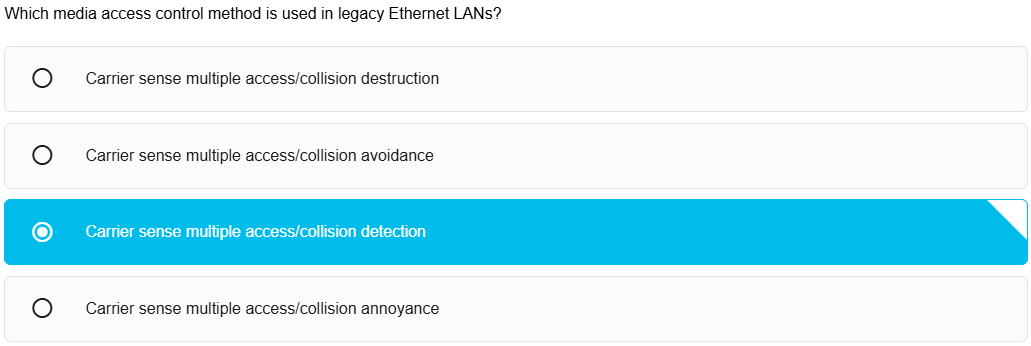 Which media access control method is used in legacy Ethernet LANs?
Carrier sense multiple access/collision destruction
Carrier sense multiple access/collision avoidance
Carrier sense multiple access/collision detection
Carrier sense multiple access/collision annoyance